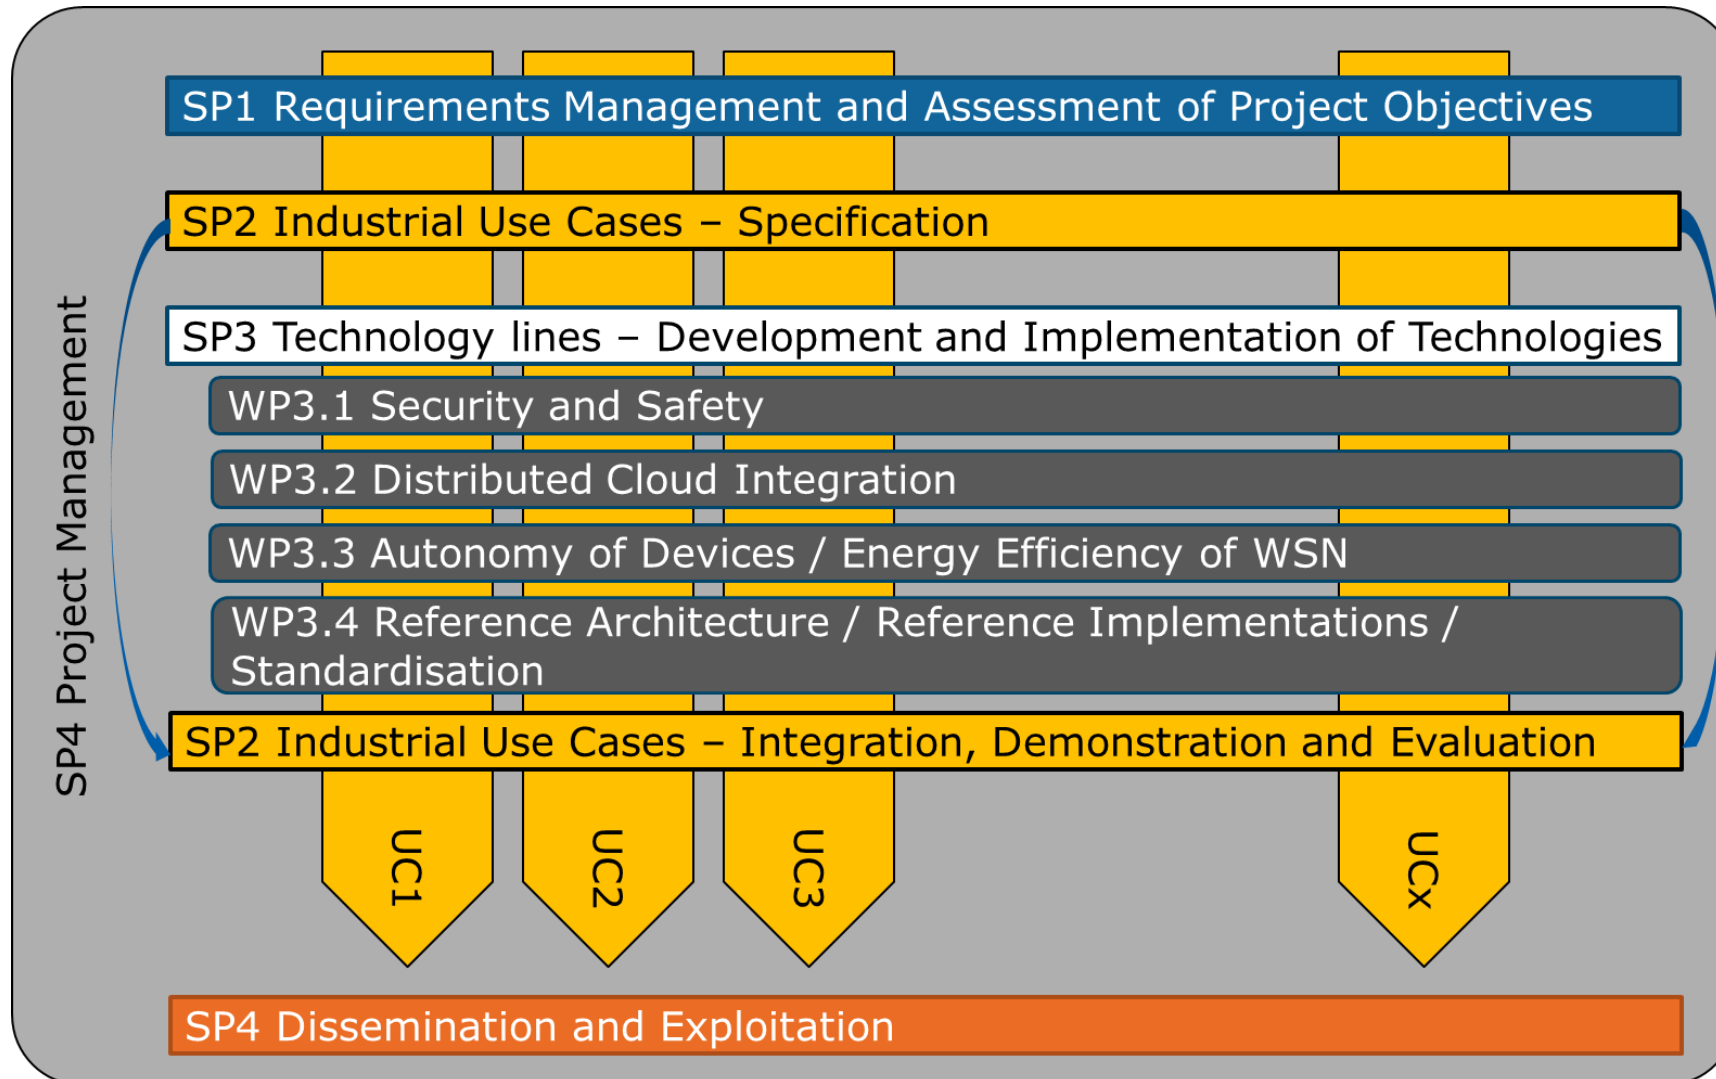 SP1 Requirements Management and Assessment of Project Objectives
SP2 Industrial Use Cases – Specification
SP3 Technology lines – Development and Implementation of Technologies
WP3.1 Security and Safety
WP3.2 Distributed Cloud Integration
WP3.3 Autonomy of Devices / Energy Efficiency of WSN
WP3.4 Reference Architecture / Reference Implementations /
Standardisation
SP2 Industrial Use Cases – Integration, Demonstration and Evaluation
SP4 Project Management
UC1
UC2
UC3
UCx
SP4 Dissemination and Exploitation